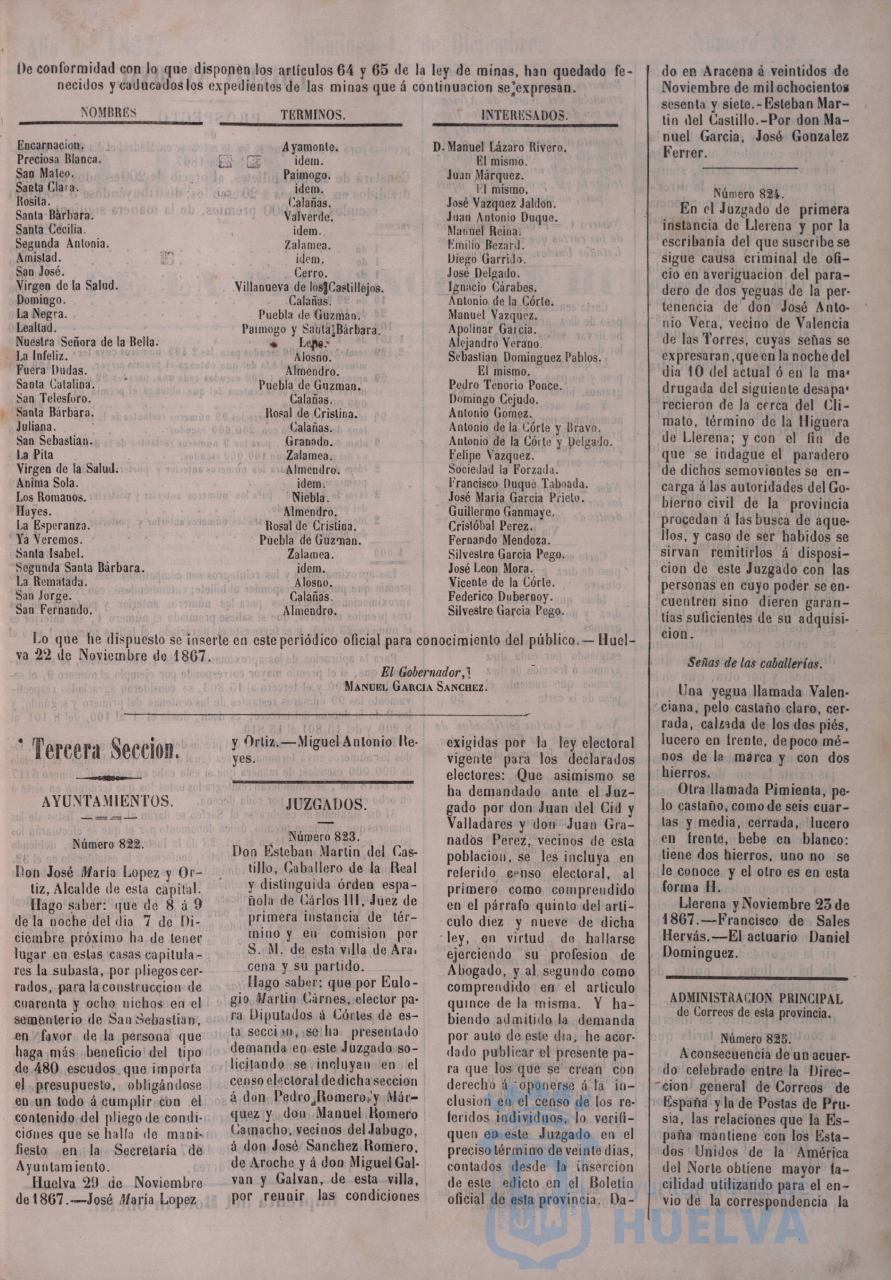 De conformidad con lo que disponen los artículos 64 y 65 de la ley de minas, han quedado fe-
necidos y caducados los expedientes de las minas que á continuacion se expresan.
NOMBRES TERMINOS. INTERESADOS.
Encarnacion. Ayamonte. D. Manuel Lázaro Rivero.
Preciosa Blanca. idem. El mismo.
San Mateo. Paimogo. Juan Márquez.
Santa Clara. idem. El mismo.
Rosita. Calañas. José Vazquez Jaldon.
Santa Bárbara. Valverde. Juan Antonio Duque.
Santa Cecilia. idem. Manuel Reina.
Segunda Antonia. Zalamea. Emilio Bezard.
Amistad. idem. Diego Garrido.
San José. Cerro. José Delgado.
Virgen de la Salud. Villanueva de los Castillejos. Ignacio Cárabes.
Domingo. Calañas. Antonio de la Córte.
La Negra. Puebla de Guzman. Manuel Vazquez.
Lealtad. Paimogo y Santa Bárbara. Apolinar Garcia.
Nuestra Señora de la Bella. Lepe. Alejandro Verano.
La Infeliz. Alosno. Sebastian Dominguez Pablos.
Fuera Dudas. Almendro. El mismo.
Santa Catalina. Puebla de Guzman. Pedro Tenorio Ponce.
San Telesforo. Calañas. Domingo Cejudo.
Santa Bárbara. Rosal de Cristina. Antonio Gomez.
Juliana. Calañas. Antonio de la Córte y Bravo.
San Sebastian. Granado. Antonio de la Córte y Delgado.
La Pita Zalamea. Felipe Vazquez.
Virgen de la Salud. Almendro. Sociedad la Forzada.
Anima Sola. idem. Francisco Duque Taboada.
Los Romanos. Niebla. José Maria Garcia Prieto.
Hayes. Almendro. Guillermo Ganmaye.
La Esperanza. Rosal de Cristina. Cristóbal Perez.
Ya Veremos. Puebla de Guzman. Fernando Mendoza.
Santa Isabel. Zalamea. Silvestre Garcia Pego.
Segunda Santa Bárbara. idem. José Leon Mora.
La Rematada. Alosno. Vicente de la Córte.
San Jorge. Calañas. Federico Dubernoy.
San Fernando. Almendro. Silvestre Garcia Pego.
Lo que he dispuesto se inserte en este periódico oficial para conocimiento del público.—Huel-
va 22 de Noviembre de 1867.
El Gobernador,
MANUEL GARCIA SANCHEZ.
Tercera Seccion.
AYUNTAMIENTOS.
Número 822.
Don José Maria Lopez y Or-
tiz, Alcalde de esta capital.
Hago saber: que de 8 á 9
de la noche del dia 7 de Di-
ciembre próximo ha de tener
lugar en estas casas capitula-
res la subasta, por pliegos cer-
rados, para la construccion de
cuarenta y ocho nichos en el
sementerio de San Sebastian,
en favor de la persona que
haga más beneficio del tipo
de 480 escudos que importa
el presupuesto, obligándose
en un todo á cumplir con el
contenido del pliego de condi-
ciones que se halla de mani-
fiesto en la Secretaría de
Ayuntamiento.
Huelva 29 de Noviembre
de 1867.—José Maria Lopez
y Ortiz.—Miguel Antonio Re-
yes.
JUZGADOS.
Número 823.
Don Esteban Martin del Cas-
tillo, Caballero de la Real
y distinguida órden espa-
ñola de Cárlos III, Juez de
primera instancia de tér-
mino y en comision por
S. M. de esta villa de Ara-
cena y su partido.
Hago saber: que por Eulo-
gio Martin Cárnes, elector pa-
ra Diputados á Córtes de es-
ta seccion, se ha presentado
demanda en este Juzgado so-
licitando se incluyan en el
censo electoral de dicha seccion
á don Pedro Romero y Már-
quez y don Manuel Romero
Camacho, vecinos del Jabugo,
á don José Sanchez Romero,
de Aroche y á don Miguel Gal-
van y Galvan, de esta villa,
por reunir las condiciones
exigidas por la ley electoral
vigente para los declarados
electores: Que asimismo se
ha demandado ante el Juz-
gado por don Juan del Cid y
Valladares y don Juan Gra-
nados Perez, vecinos de esta
poblacion, se les incluya en
referido censo electoral, al
primero como comprendido
en el párrafo quinto del artí-
culo diez y nueve de dicha
ley, en virtud de hallarse
ejerciendo su profesion de
Abogado, y al segundo como
comprendido en el articulo
quince de la misma. Y ha-
biendo admitido la demanda
por auto de este dia, he acor-
dado publicar el presente pa-
ra que los que se crean con
derecho á oponerse á la in-
clusion en el censo de los re-
feridos individuos, lo verifi-
quen en este Juzgado en el
preciso término de veinte dias,
contados desde la insercion
de este edicto en el Boletin
oficial de esta provincia. Da-
do en Aracena á veintidos de
Noviembre de mil ochocientos
sesenta y siete.-Esteban Mar-
tin del Castillo.-Por don Ma-
nuel Garcia, José Gonzalez
Ferrer.
Número 824.
En el Juzgado de primera
instancia de Llerena y por la
escribanía del que suscribe se
sigue causa criminal de ofi-
cio en averiguacion del para-
dero de dos yeguas de la per-
tenencia de don José Anto-
nio Vera, vecino de Valencia
de las Torres, cuyas señas se
expresaran, que en la noche del
dia 10 del actual ó en la ma-
drugada del siguiente desapa-
recieron de la cerca del Cli-
mato, término de la Higuera
de Llerena; y con el fin de
que se indague el paradero
de dichos semovientes se en-
carga á las autoridades del Go-
bierno civil de la provincia
procedan á las busca de aque-
llos, y caso de ser habidos se
sirvan remitirlos á disposi-
cion de este Juzgado con las
personas en cuyo poder se en-
cuentren sino dieren garan-
tías suficientes de su adquisi-
cion.
Señas de las caballerías.
Una yegua llamada Valen-
ciana, pelo castaño claro, cer-
rada, calzada de los dos piés,
lucero en frente, de poco mé-
nos de la marca y con dos
hierros.
Otra llamada Pimienta, pe-
lo castaño, como de seis cuar-
tas y media, cerrada, lucero
en frente, bebe en blanco:
tiene dos hierros, uno no se
le conoce y el otro es en esta
forma H.
Llerena y Noviembre 23 de
1867.—Francisco de Sales
Hervás.—El actuario Daniel
Dominguez.
ADMINISTRACION PRINCIPAL
de Correos de esta provincia.
Número 825.
A consecuencia de un acuer-
do celebrado entre la Direc-
cion general de Correos de
España y la de Postas de Pru-
sia, las relaciones que la Es-
paña mantiene con los Esta-
dos Unidos de la América
del Norte obtiene mayor fa-
cilidad utilizando para el en-
vio de la correspondencia la
HUELVA